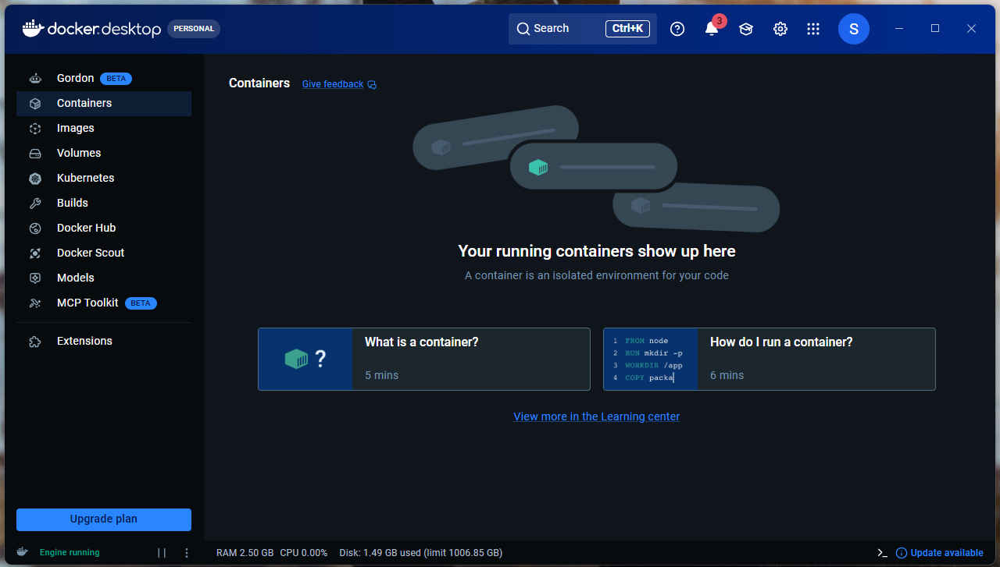 docker.desktop PERSONAL Search Ctrl+K 3 S
Gordon BETA
Containers
Images
Volumes
Kubernetes
Builds
Docker Hub
Docker Scout
Models
MCP Toolkit BETA
Extensions
Upgrade plan
Containers Give feedback
Your running containers show up here
A container is an isolated environment for your code
?
What is a container?
5 mins
1 FROM node
2 RUN mkdir -p
3 WORKDIR /app
4 COPY packa
How do I run a container?
6 mins
View more in the Learning center
Engine running RAM 2.50 GB CPU 0.00% Disk: 1.49 GB used (limit 1006.85 GB) Update available